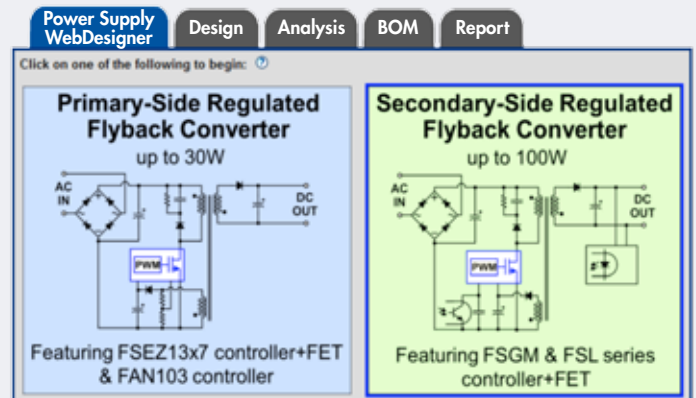 Power Supply
WebDesigner
Design
Analysis
BOM
Report
Click on one of the following to begin: ?
Primary-Side Regulated
Flyback Converter
up to 30W
AC
IN
DC
OUT
PWM
Featuring FSEZ13x7 controller+FET
& FAN103 controller
Secondary-Side Regulated
Flyback Converter
up to 100W
AC
IN
DC
OUT
PWM
Featuring FSGM & FSL series
controller+FET